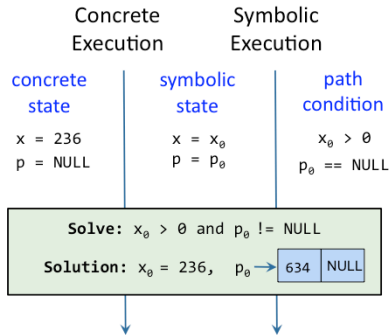 Concrete Execution
Symbolic Execution
concrete state
symbolic state
path condition
x = 236
p = NULL
x = x₀
p = p₀
x₀ > 0
p₀ == NULL
Solve: x₀ > 0 and p₀ != NULL
Solution: x₀ = 236, p₀ 634 NULL